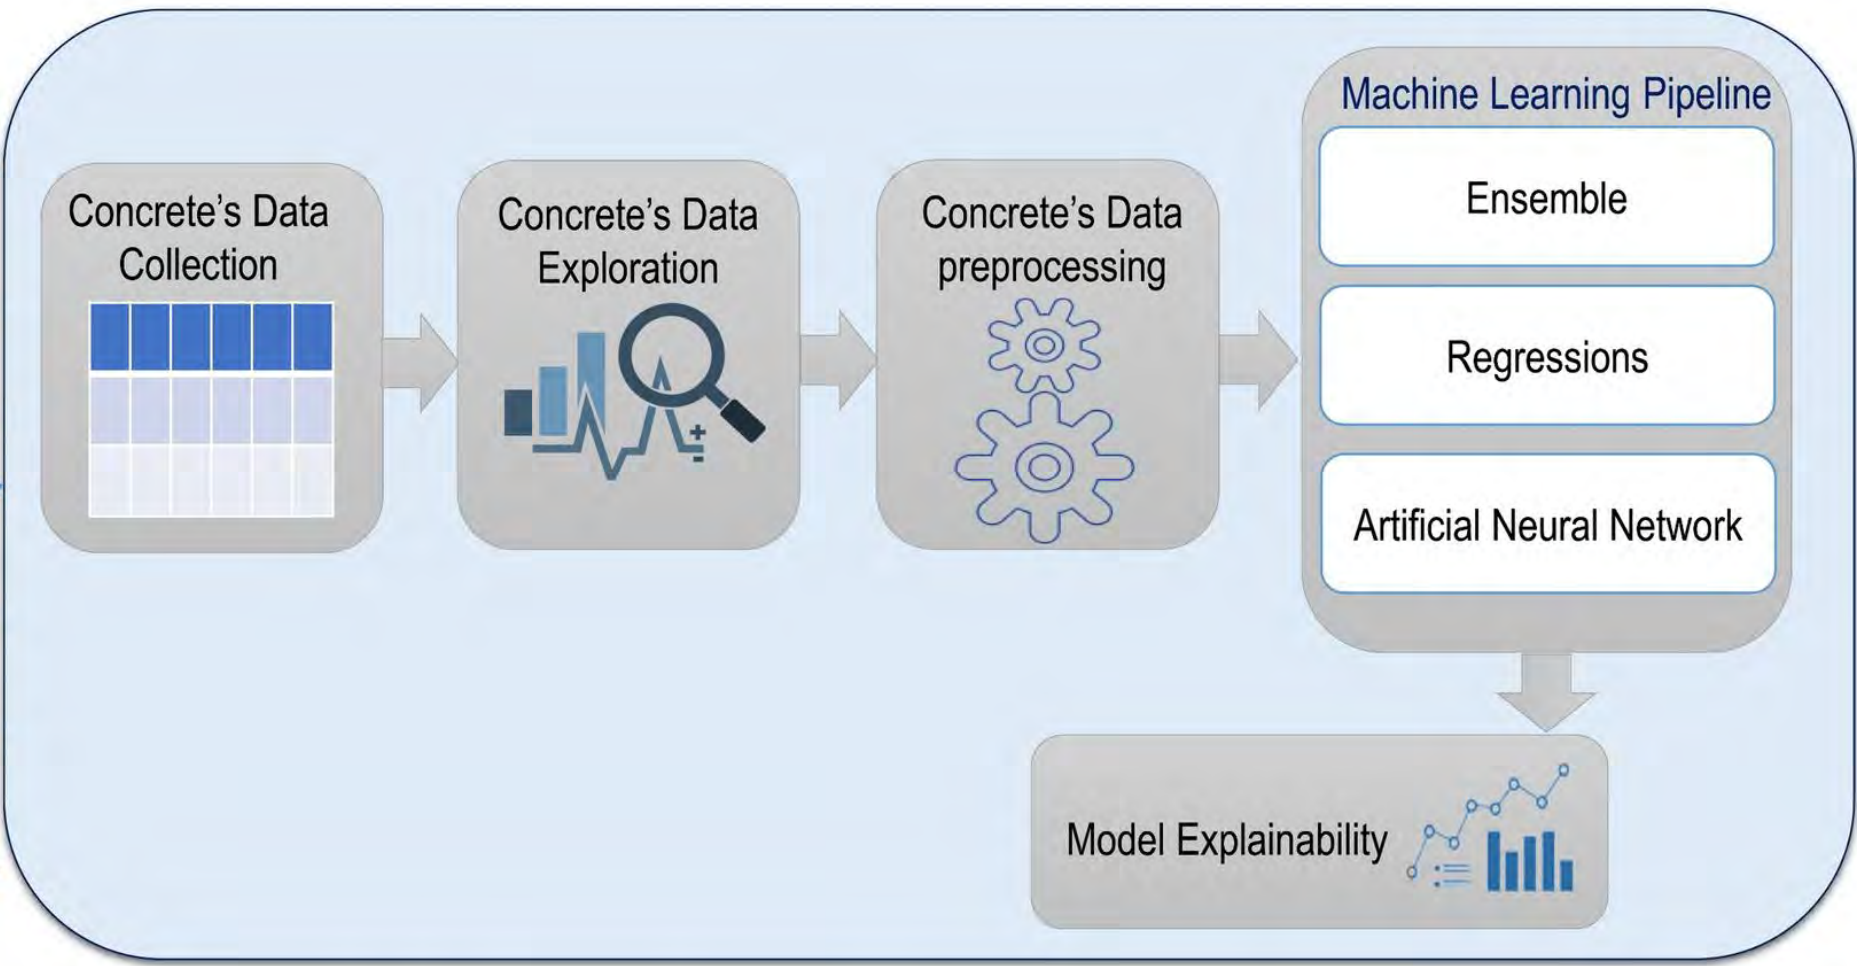 Concrete’s Data
Collection
Concrete’s Data
Exploration
Concrete’s Data
preprocessing
Machine Learning Pipeline
Ensemble
Regressions
Artificial Neural Network
Model Explainability